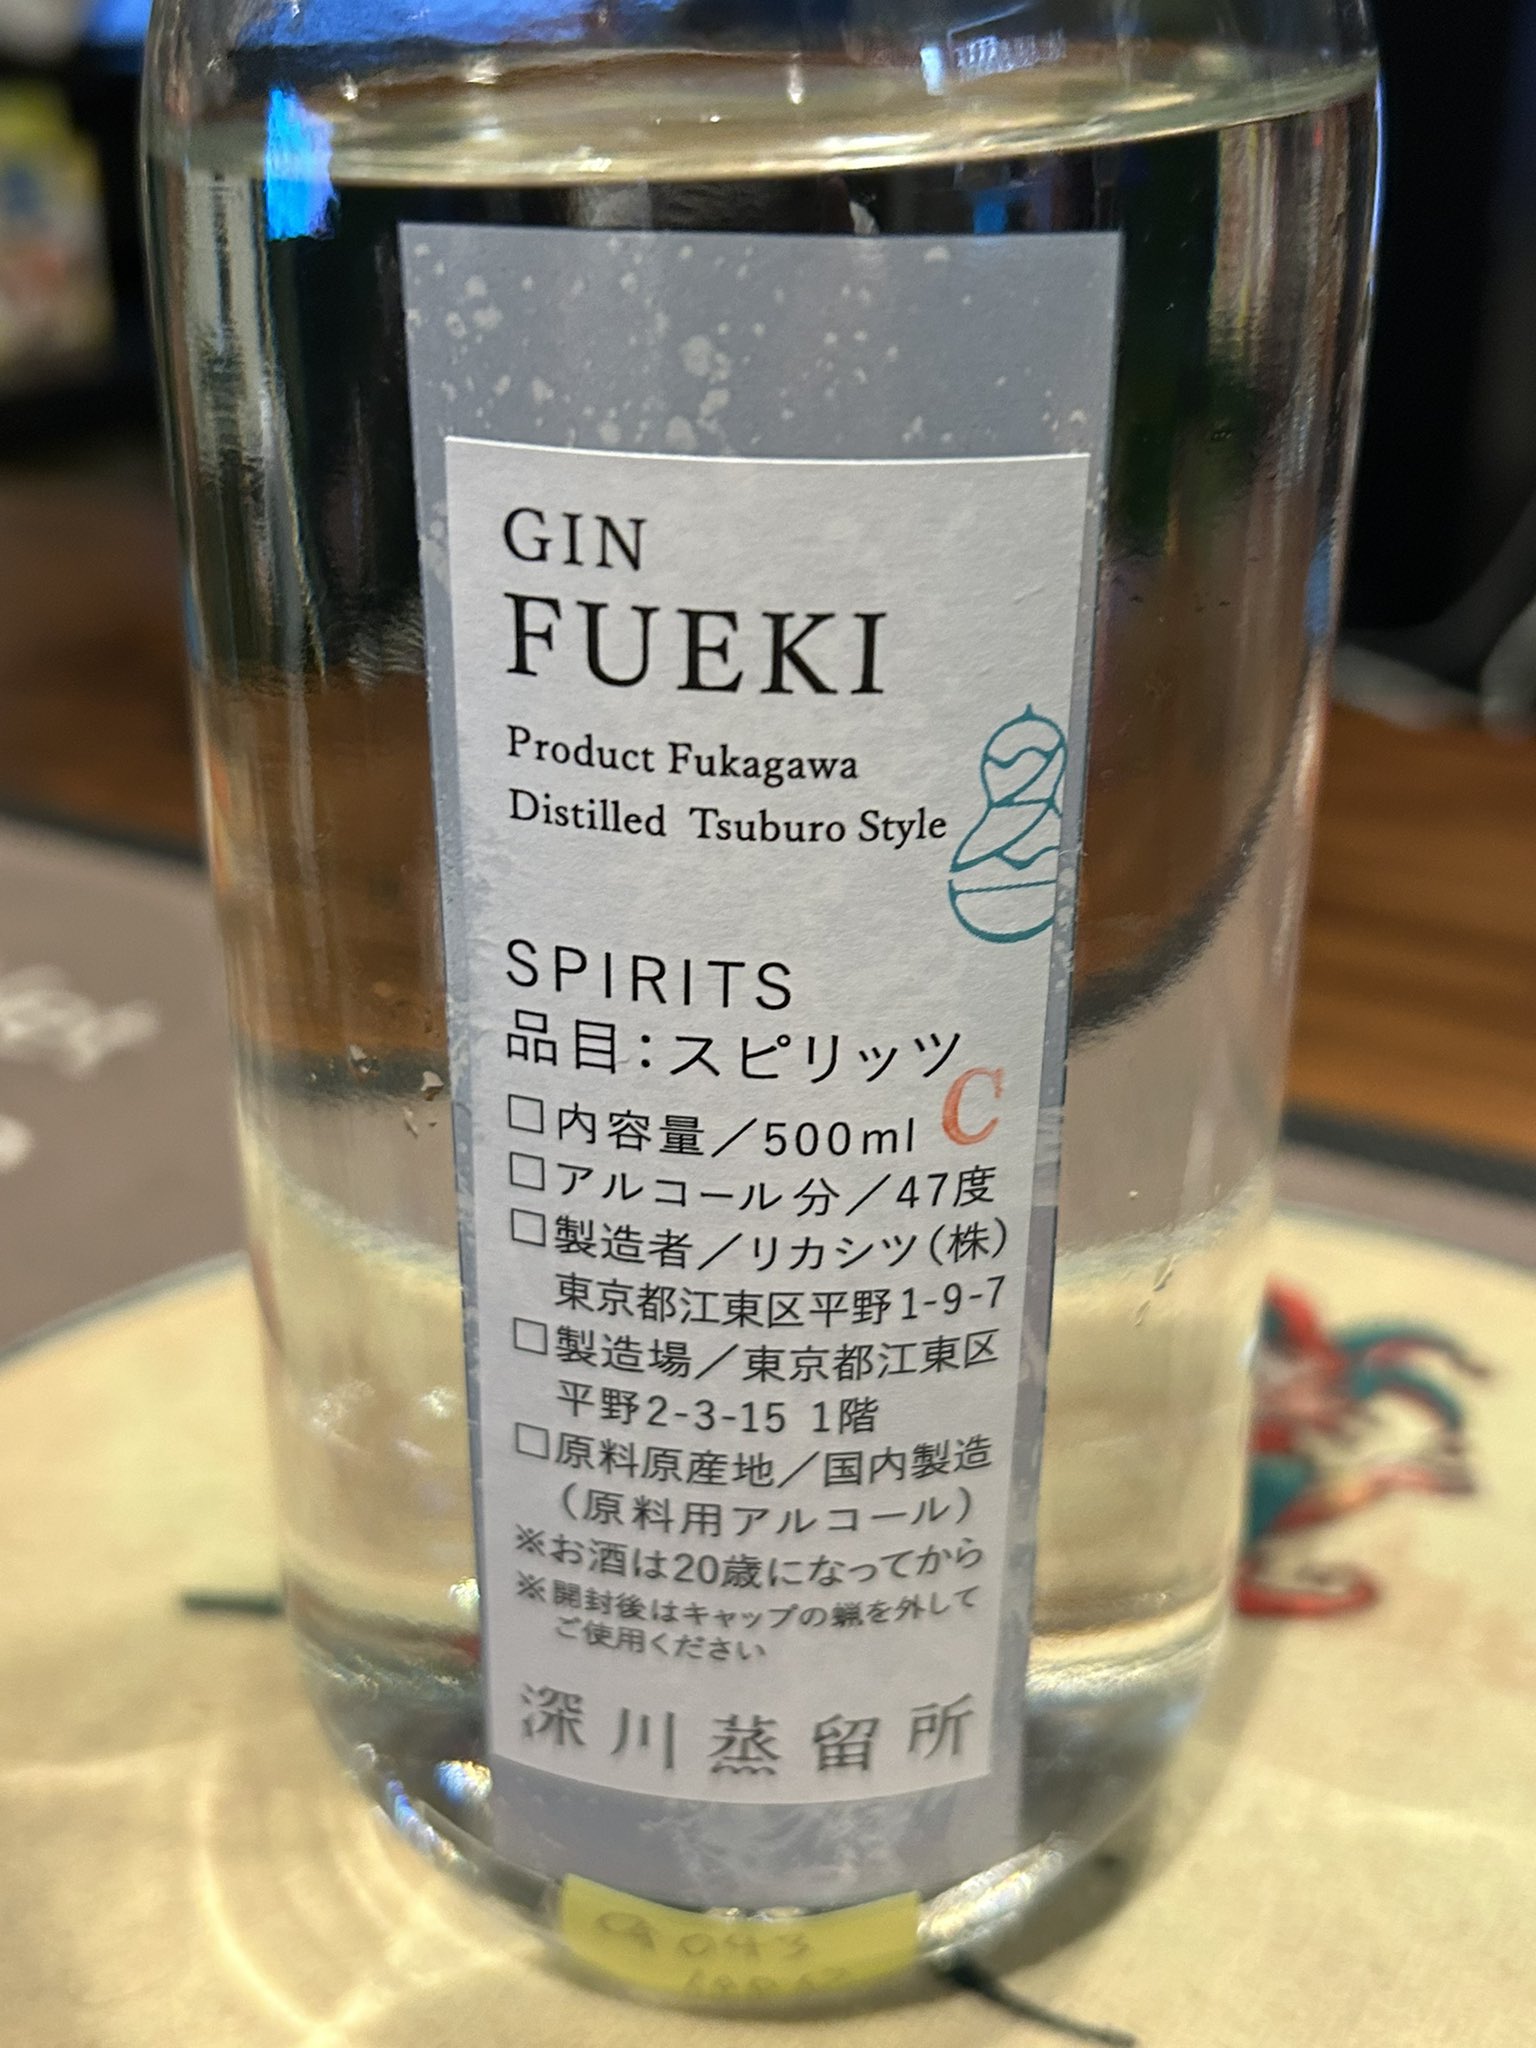 GIN
FUEKI
Product Fukagawa
Distilled Tsuburo Style
SPIRITS
品目：スピリッツ
C
□内容量／500ml
□アルコール分／47度
□製造者／リカシツ（株）
東京都江東区平野1-9-7
□製造場／東京都江東区
平野2-3-15 1階
□原料原産地／国内製造
（原料用アルコール）
※お酒は20歳になってから
※開封後はキャップの蝋を外して
ご使用ください
深川蒸留所